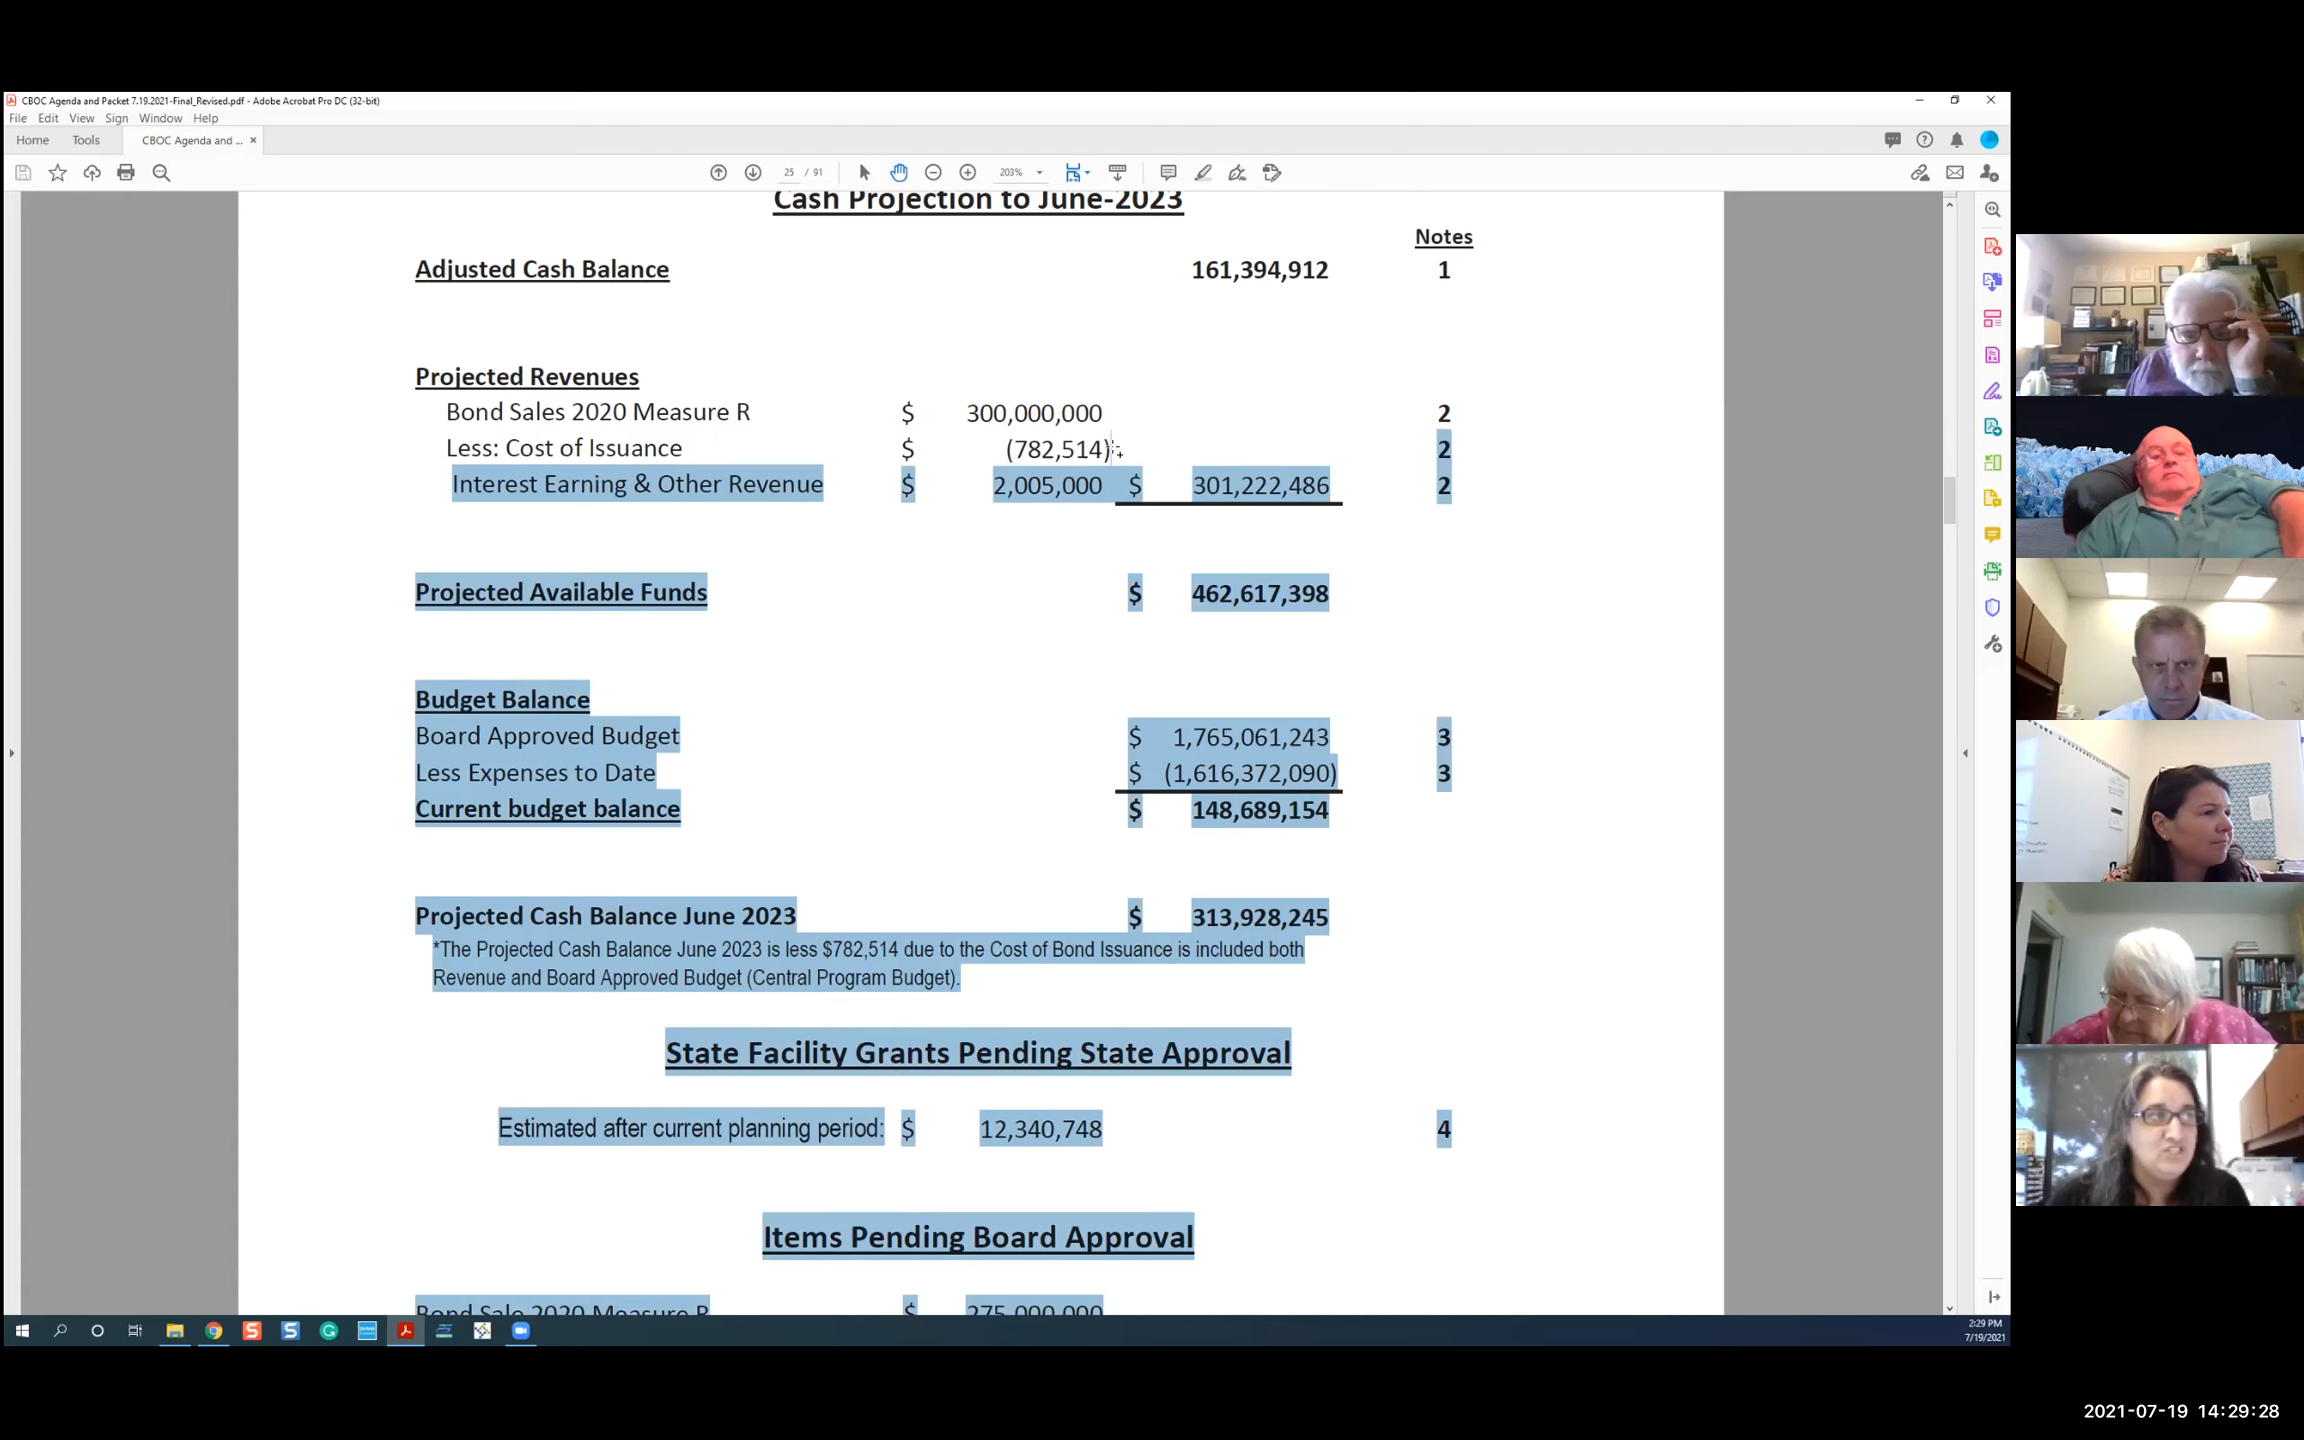 CBOC Agenda and Packet 7.19.2021-Final_Revised.pdf - Adobe Acrobat Pro DC (32-bit)
File Edit View Sign Window Help
Home Tools CBOC Agenda and ...
25 / 91 203%
Cash Projection to June-2023
Notes
Adjusted Cash Balance 161,394,912 1
Projected Revenues
Bond Sales 2020 Measure R $ 300,000,000 2
Less: Cost of Issuance $ (782,514) 2
Interest Earning & Other Revenue $ 2,005,000 $ 301,222,486 2
Projected Available Funds $ 462,617,398
Budget Balance
Board Approved Budget $ 1,765,061,243 3
Less Expenses to Date $ (1,616,372,090) 3
Current budget balance $ 148,689,154
Projected Cash Balance June 2023 $ 313,928,245
*The Projected Cash Balance June 2023 is less $782,514 due to the Cost of Bond Issuance is included both
Revenue and Board Approved Budget (Central Program Budget).
State Facility Grants Pending State Approval
Estimated after current planning period: $ 12,340,748 4
Items Pending Board Approval
Bond Sale 2020 Measure R $ 275,000,000
2:29 PM
7/19/2021
2021-07-19 14:29:28